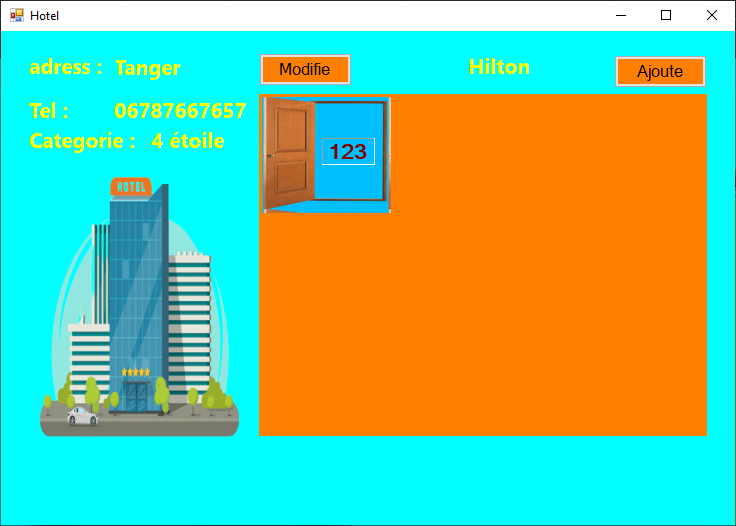 Hotel
adress : Tanger
Modifie
Hilton
Ajoute
Tel : 06787667657
Categorie : 4 étoile
123
HOTEL